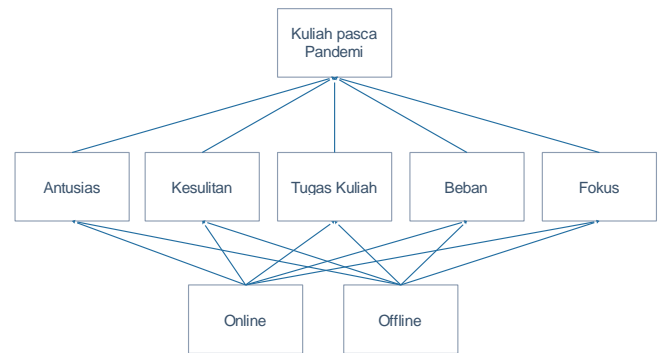 Kuliah pasca
Pandemi
Antusias
Kesulitan
Tugas Kuliah
Beban
Fokus
Online
Offline